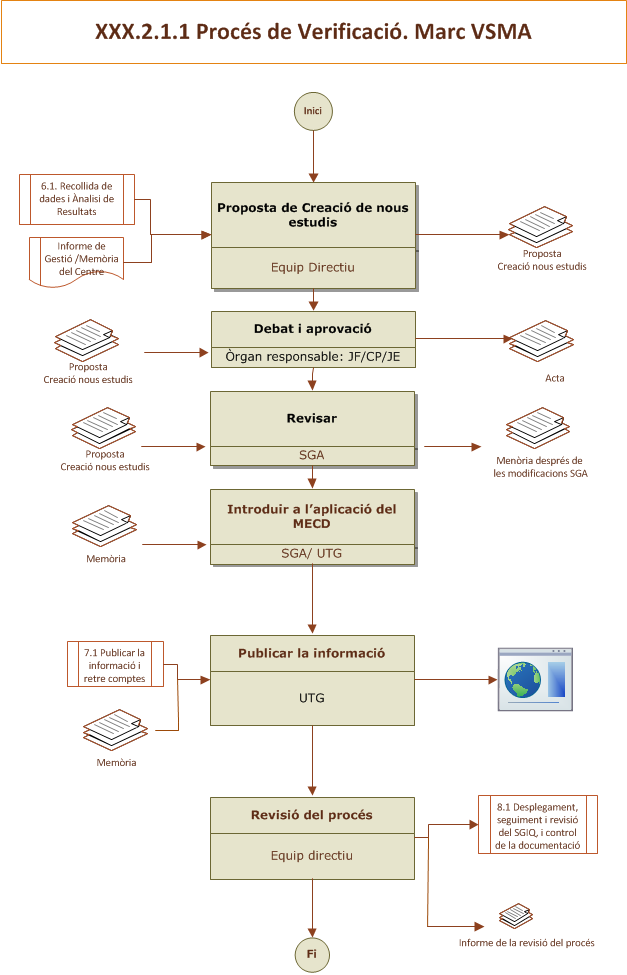 XXX.2.1.1 Procés de Verificació. Marc VSMA
Inici
6.1. Recollida de
dades i Ànalisi de
Resultats
Informe de
Gestió /Memòria
del Centre
Proposta de Creació de nous
estudis
Equip Directiu
Proposta
Creació nous estudis
Proposta
Creació nous estudis
Debat i aprovació
Òrgan responsable: JF/CP/JE
Acta
Proposta
Creació nous estudis
Revisar
SGA
Menòria després de
les modificacions SGA
Memòria
Introduir a l’aplicació del
MECD
SGA/ UTG
7.1 Publicar la
informació i
retre comptes
Memòria
Publicar la informació
UTG
Revisió del procés
Equip directiu
8.1 Desplegament,
seguiment i revisió
del SGIQ, i control
de la documentació
Informe de la revisió del procés
Fi